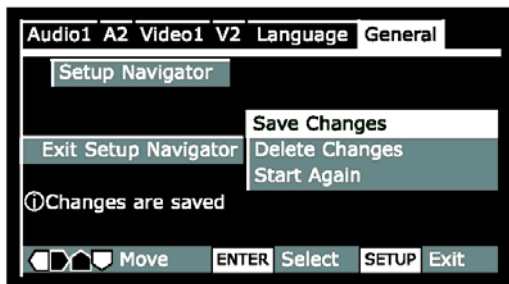 Audio1 A2 Video1 V2 Language General
Setup Navigator
Save Changes
Exit Setup Navigator Delete Changes
Start Again
ⓘChanges are saved
Move ENTER Select SETUP Exit